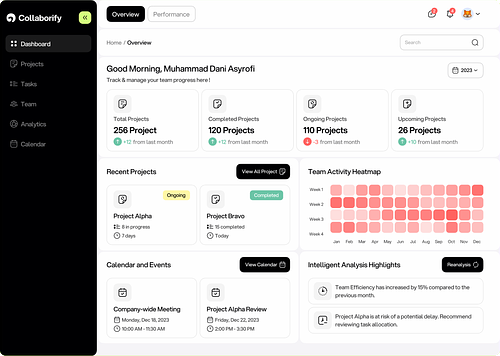 Collaborify
Overview
Performance
2
4
Dashboard
Projects
Tasks
Team
Analytics
Calendar
Home / Overview
Search
Good Morning, Muhammad Dani Asyrofi
Track & manage your team progress here!
2023
Total Projects
256 Project
+12 from last month
Completed Projects
120 Projects
+12 from last month
Ongoing Projects
110 Projects
-3 from last month
Upcoming Projects
26 Projects
+10 from last month
Recent Projects
View All Project
Ongoing
Project Alpha
8 in progress
7 days
Completed
Project Bravo
15 completed
Today
Team Activity Heatmap
Week 1
Week 2
Week 3
Week 4
Jan Feb Mar Apr May Jun Jul Aug Sep Oct Nov Dec
Calendar and Events
View Calendar
Company-wide Meeting
Monday, Dec 18, 2023
10:00 AM - 11:30 AM
Project Alpha Review
Friday, Dec 22, 2023
2:00 PM - 3:30 PM
Intelligent Analysis Highlights
Reanalysis
Team Efficiency has increased by 15% compared to the
previous month.
Project Alpha is at risk of a potential delay. Recommend
reviewing task allocation.